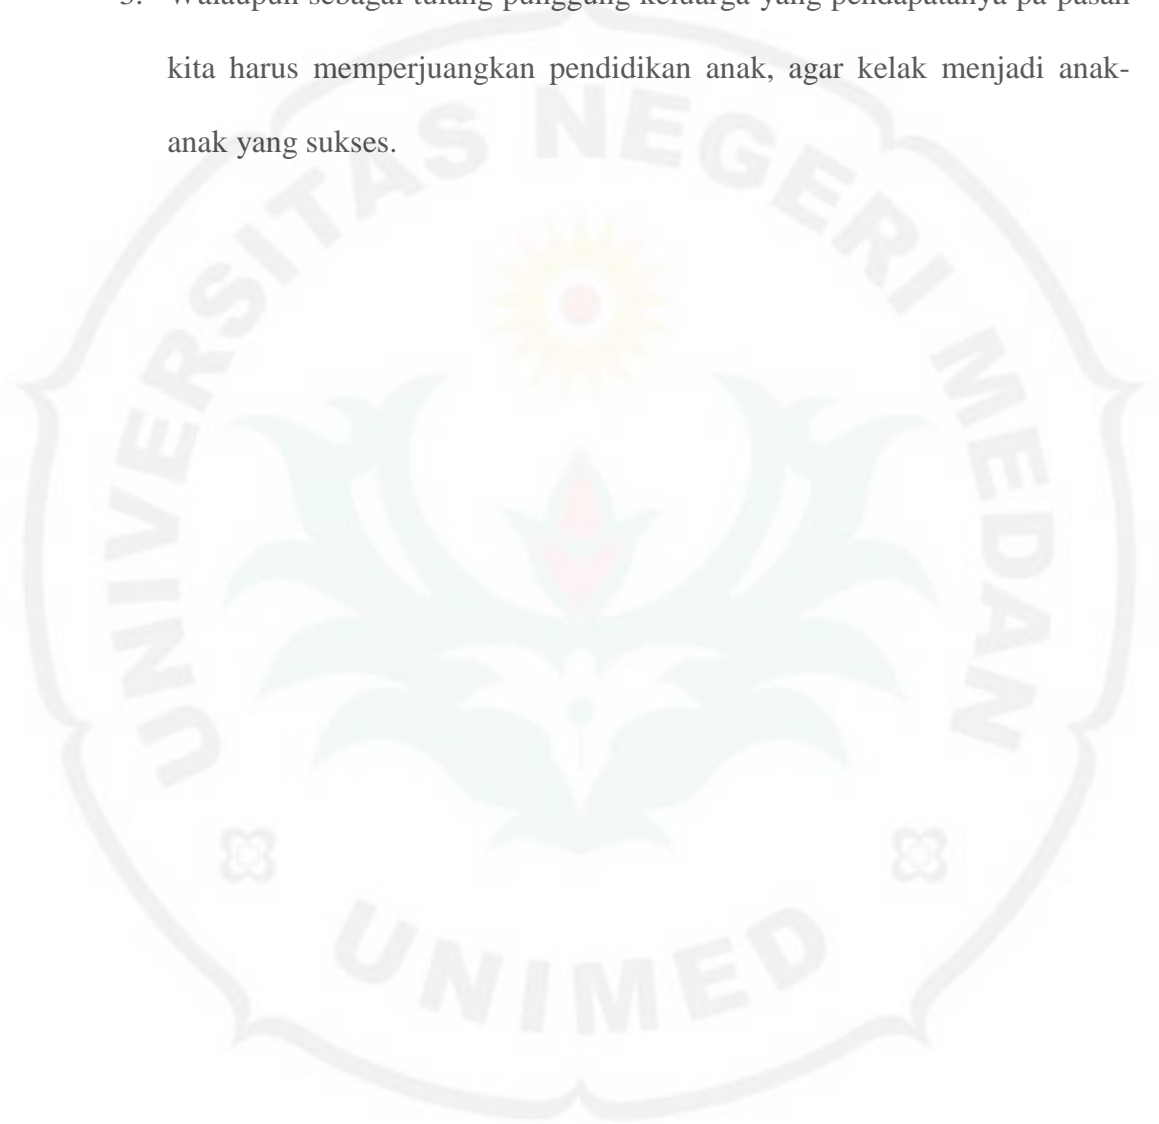 3. Walaupun sebagai tulang punggung keluarga yang pendapatanya pa-pasan
kita harus memperjuangkan pendidikan anak, agar kelak menjadi anak-
anak yang sukses.
UNIVERSITAS NEGERI MEDAN
UNIMED